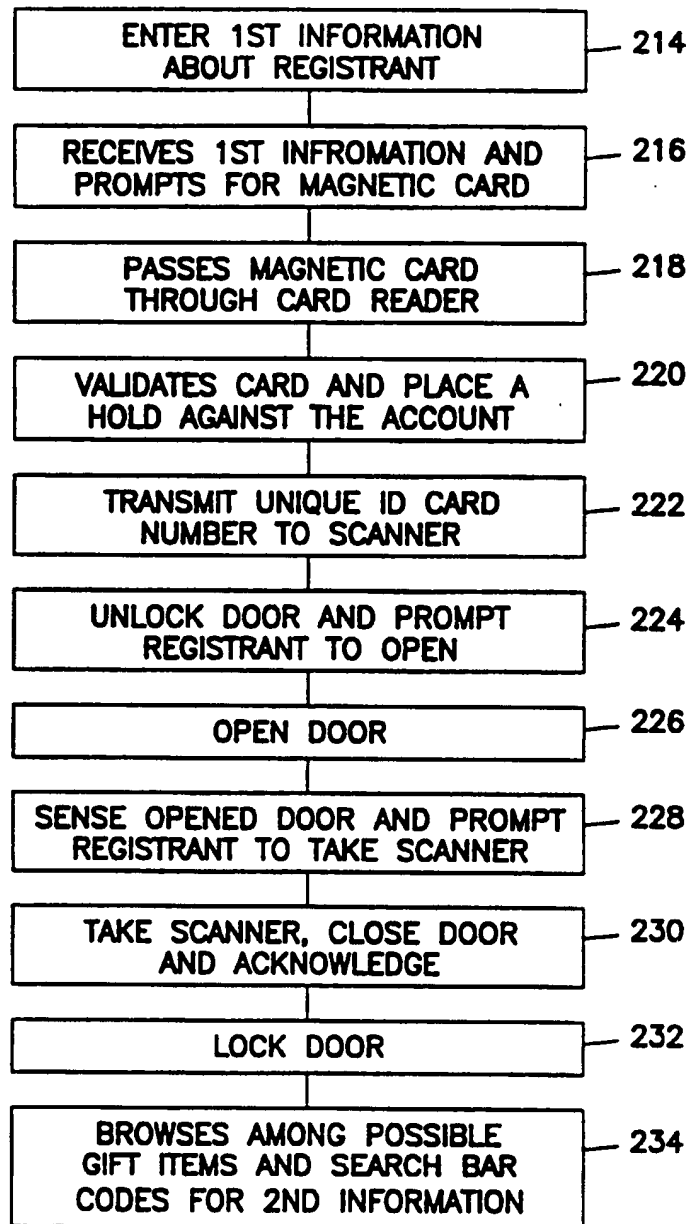 ENTER 1ST INFORMATION
ABOUT REGISTRANT
214
RECEIVES 1ST INFROMATION AND
PROMPTS FOR MAGNETIC CARD
216
PASSES MAGNETIC CARD
THROUGH CARD READER
218
VALIDATES CARD AND PLACE A
HOLD AGAINST THE ACCOUNT
220
TRANSMIT UNIQUE ID CARD
NUMBER TO SCANNER
222
UNLOCK DOOR AND PROMPT
REGISTRANT TO OPEN
224
OPEN DOOR
226
SENSE OPENED DOOR AND PROMPT
REGISTRANT TO TAKE SCANNER
228
TAKE SCANNER, CLOSE DOOR
AND ACKNOWLEDGE
230
LOCK DOOR
232
BROWSES AMONG POSSIBLE
GIFT ITEMS AND SEARCH BAR
CODES FOR 2ND INFORMATION
234